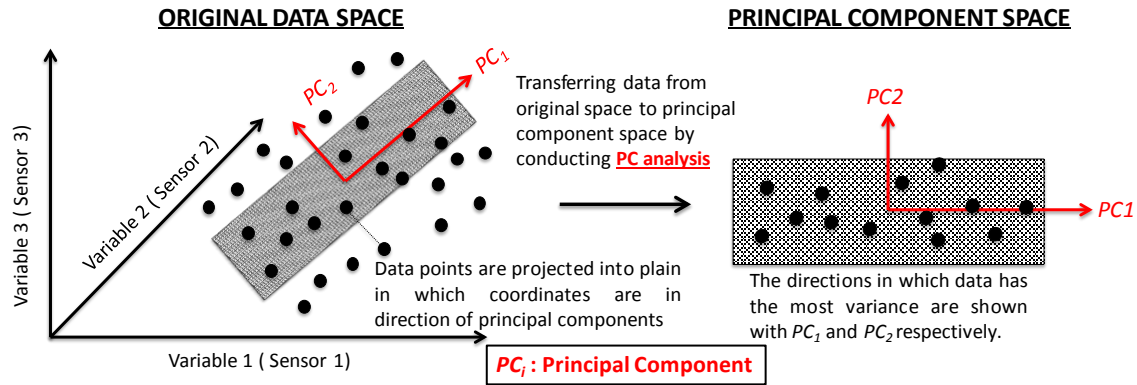 ORIGINAL DATA SPACE
PRINCIPAL COMPONENT SPACE
Variable 3 ( Sensor 3)
Variable 2 ( Sensor 2)
PC2
PC1
Transferring data from
original space to principal
component space by
conducting PC analysis
PC2
PC1
Data points are projected into plain
in which coordinates are in
direction of principal components
The directions in which data has
the most variance are shown
with PC1 and PC2 respectively.
Variable 1 ( Sensor 1)
PCi : Principal Component